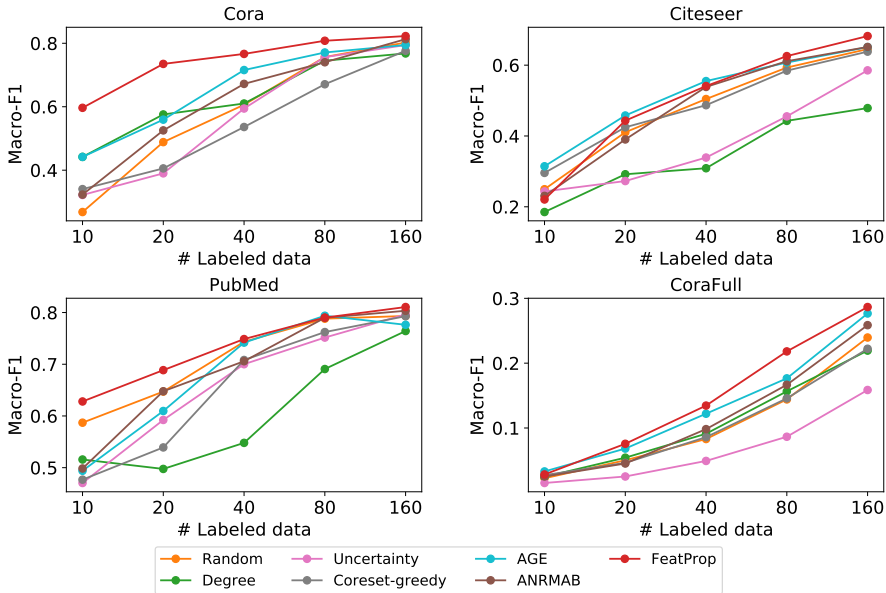 Cora
Macro-F1
0.8
0.6
0.4
10 20 40 80 160
# Labeled data
Citeseer
Macro-F1
0.6
0.4
0.2
10 20 40 80 160
# Labeled data
PubMed
Macro-F1
0.8
0.7
0.6
0.5
10 20 40 80 160
# Labeled data
CoraFull
Macro-F1
0.3
0.2
0.1
10 20 40 80 160
# Labeled data
Random Uncertainty AGE FeatProp
Degree Coreset-greedy ANRMAB